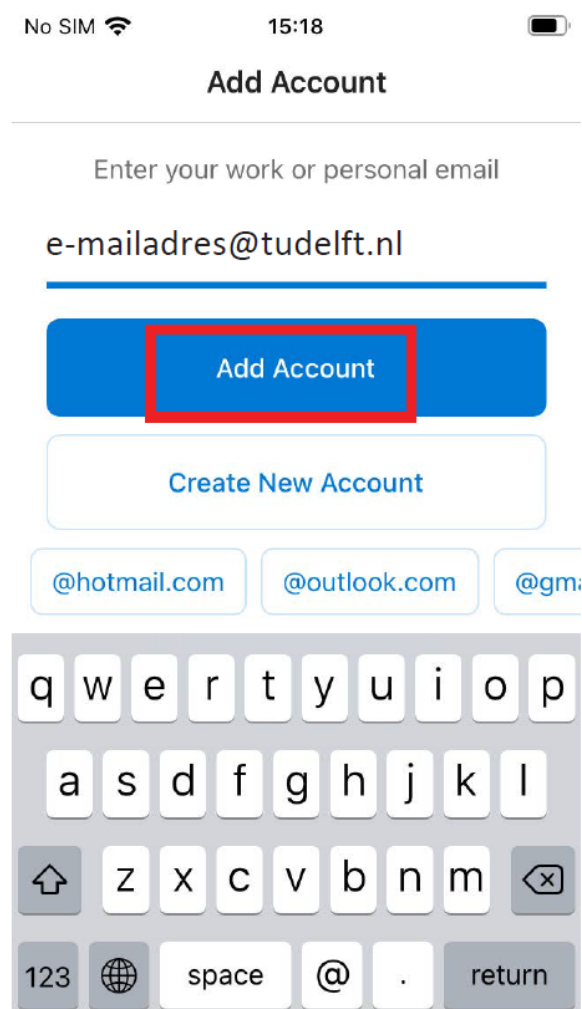 No SIM 15:18
Add Account
Enter your work or personal email
e-mailadres@tudelft.nl
Add Account
Create New Account
@hotmail.com @outlook.com @gma
q w e r t y u i o p
a s d f g h j k l
z x c v b n m
123 space @ . return